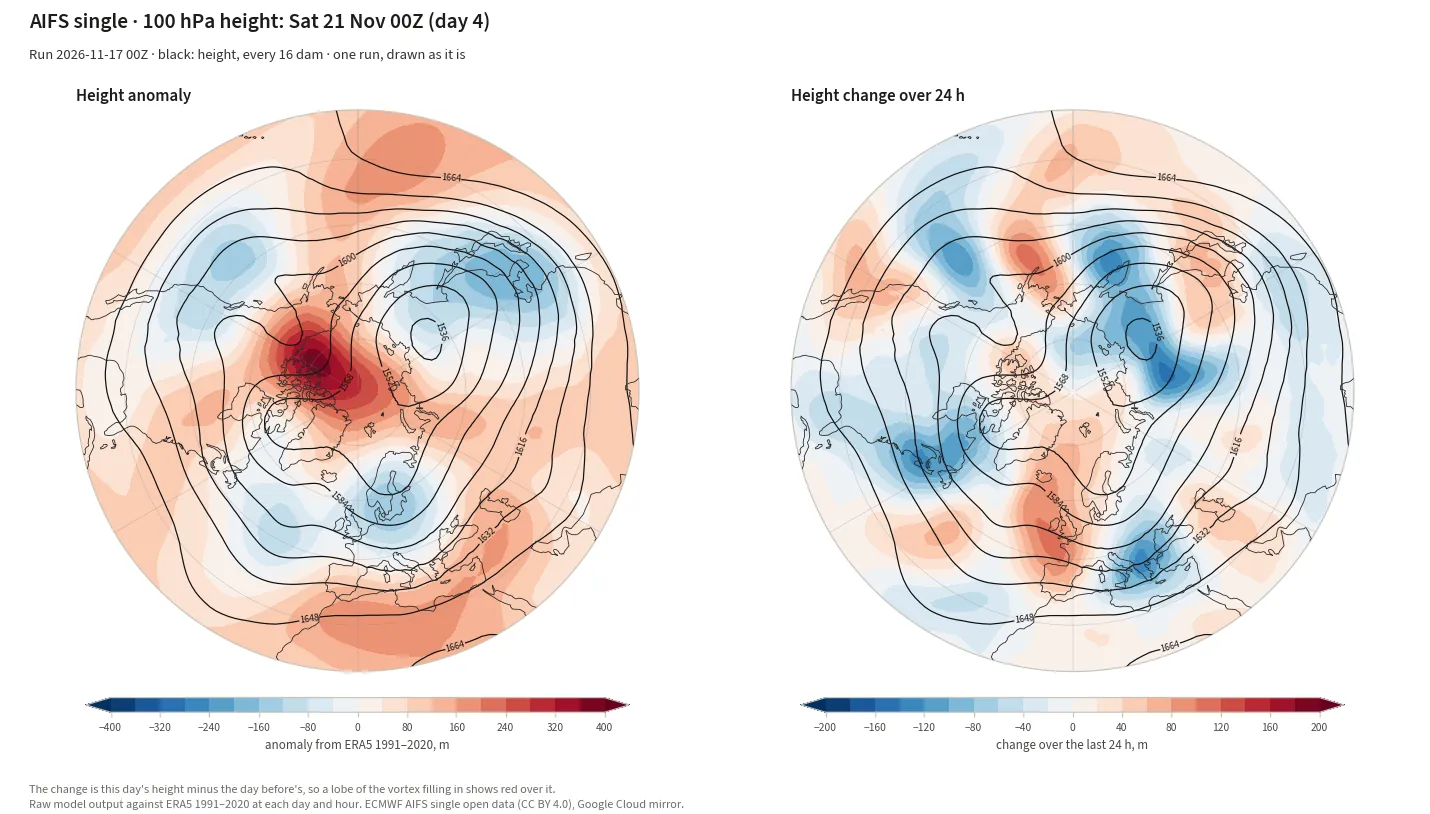 AIFS single · 100 hPa height: Sat 21 Nov 00Z (day 4)
Run 2026-11-17 00Z · black: height, every 16 dam · one run, drawn as it is
Height anomaly
Height change over 24 h
1664
1600
1536
1552
1568
1616
1584
1632
1648
1664
1664
1600
1536
1552
1568
1616
1584
1632
1648
1664
−400 −320 −240 −160 −80 0 80 160 240 320 400
anomaly from ERA5 1991–2020, m
−200 −160 −120 −80 −40 0 40 80 120 160 200
change over the last 24 h, m
The change is this day's height minus the day before's, so a lobe of the vortex filling in shows red over it.
Raw model output against ERA5 1991–2020 at each day and hour. ECMWF AIFS single open data (CC BY 4.0), Google Cloud mirror.